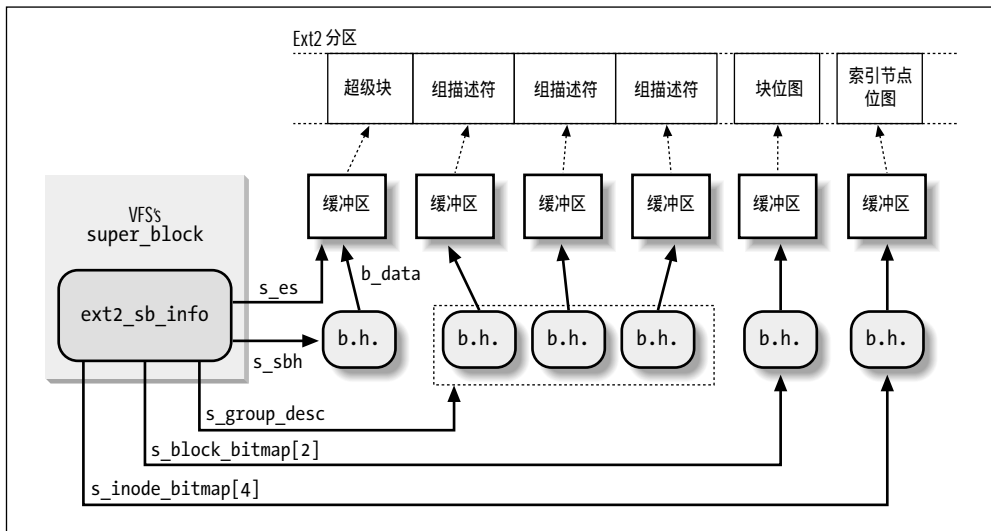 Ext2 分区
超级块
组描述符
组描述符
组描述符
块位图
索引节点
位图
缓冲区
缓冲区
缓冲区
缓冲区
缓冲区
缓冲区
VFS's
super_block
b_data
s_es
ext2_sb_info
b.h.
b.h.
b.h.
b.h.
b.h.
b.h.
s_sbh
s_group_desc
s_block_bitmap[2]
s_inode_bitmap[4]